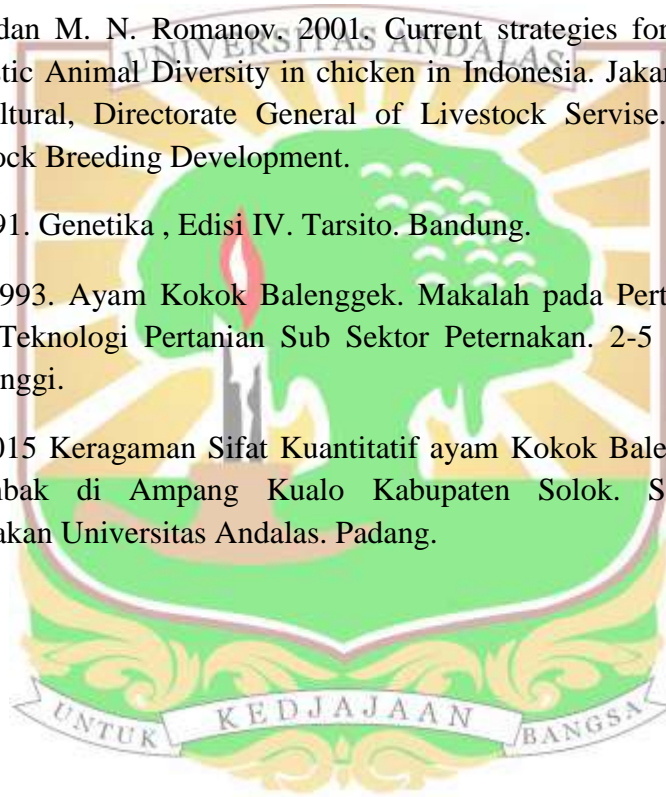 dan M. N. Romanov. 2001. Current strategies for
UNIVERSITAS ANDALAS
stic Animal Diversity in chicken in Indonesia. Jakar
ltural, Directorate General of Livestock Servise.
ock Breeding Development.
91. Genetika , Edisi IV. Tarsito. Bandung.
993. Ayam Kokok Balenggek. Makalah pada Pert
Teknologi Pertanian Sub Sektor Peternakan. 2-5
nggi.
015 Keragaman Sifat Kuantitatif ayam Kokok Bale
mbak di Ampang Kualo Kabupaten Solok. S
akan Universitas Andalas. Padang.
UNTUK KEDJAJAAN BANGSA